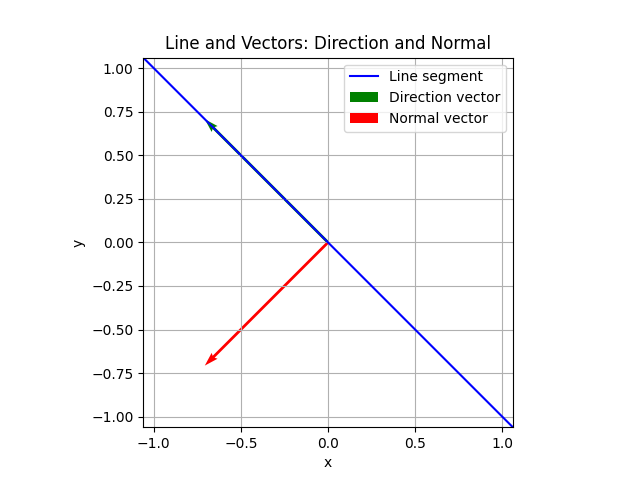 Line and Vectors: Direction and Normal
Line segment
Direction vector
Normal vector
1.00
0.75
0.50
0.25
0.00
−0.25
−0.50
−0.75
−1.00
y
−1.0 −0.5 0.0 0.5 1.0
x